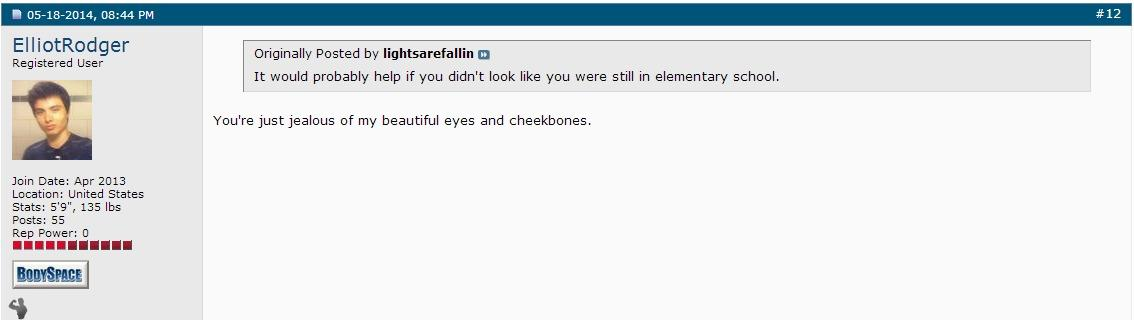 05-18-2014, 08:44 PM
#12
ElliotRodger
Registered User
Join Date: Apr 2013
Location: United States
Stats: 5'9", 135 lbs
Posts: 55
Rep Power: 0
BODYSPACE
Originally Posted by lightsarefallin
It would probably help if you didn't look like you were still in elementary school.
You're just jealous of my beautiful eyes and cheekbones.